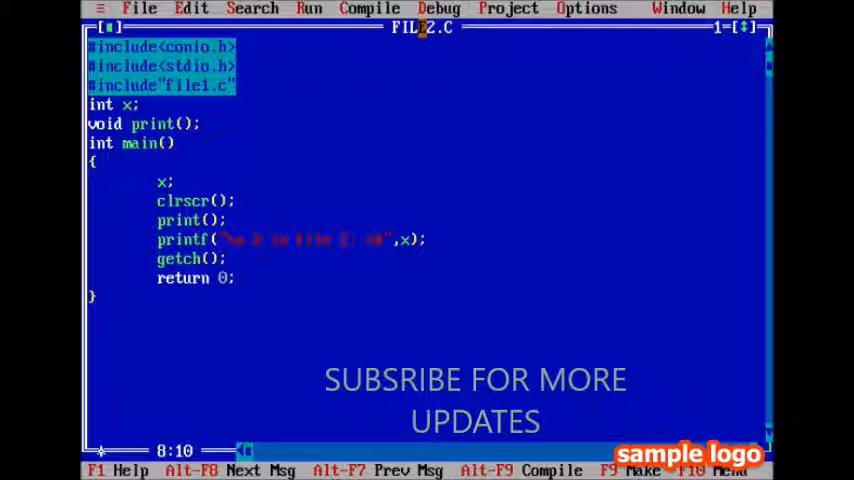 ≡ File Edit Search Run Compile Debug Project Options Window Help
[■] FILE2.C 1=[↕]
#include<conio.h>
#include<stdio.h>
#include"file1.c"
int x;
void print();
int main()
{
x;
clrscr();
print();
printf(" ",x);
getch();
return 0;
}
SUBSRIBE FOR MORE
UPDATES
8:10
sample logo
F1 Help Alt-F8 Next Msg Alt-F7 Prev Msg Alt-F9 Compile F9 Make F10 Menu